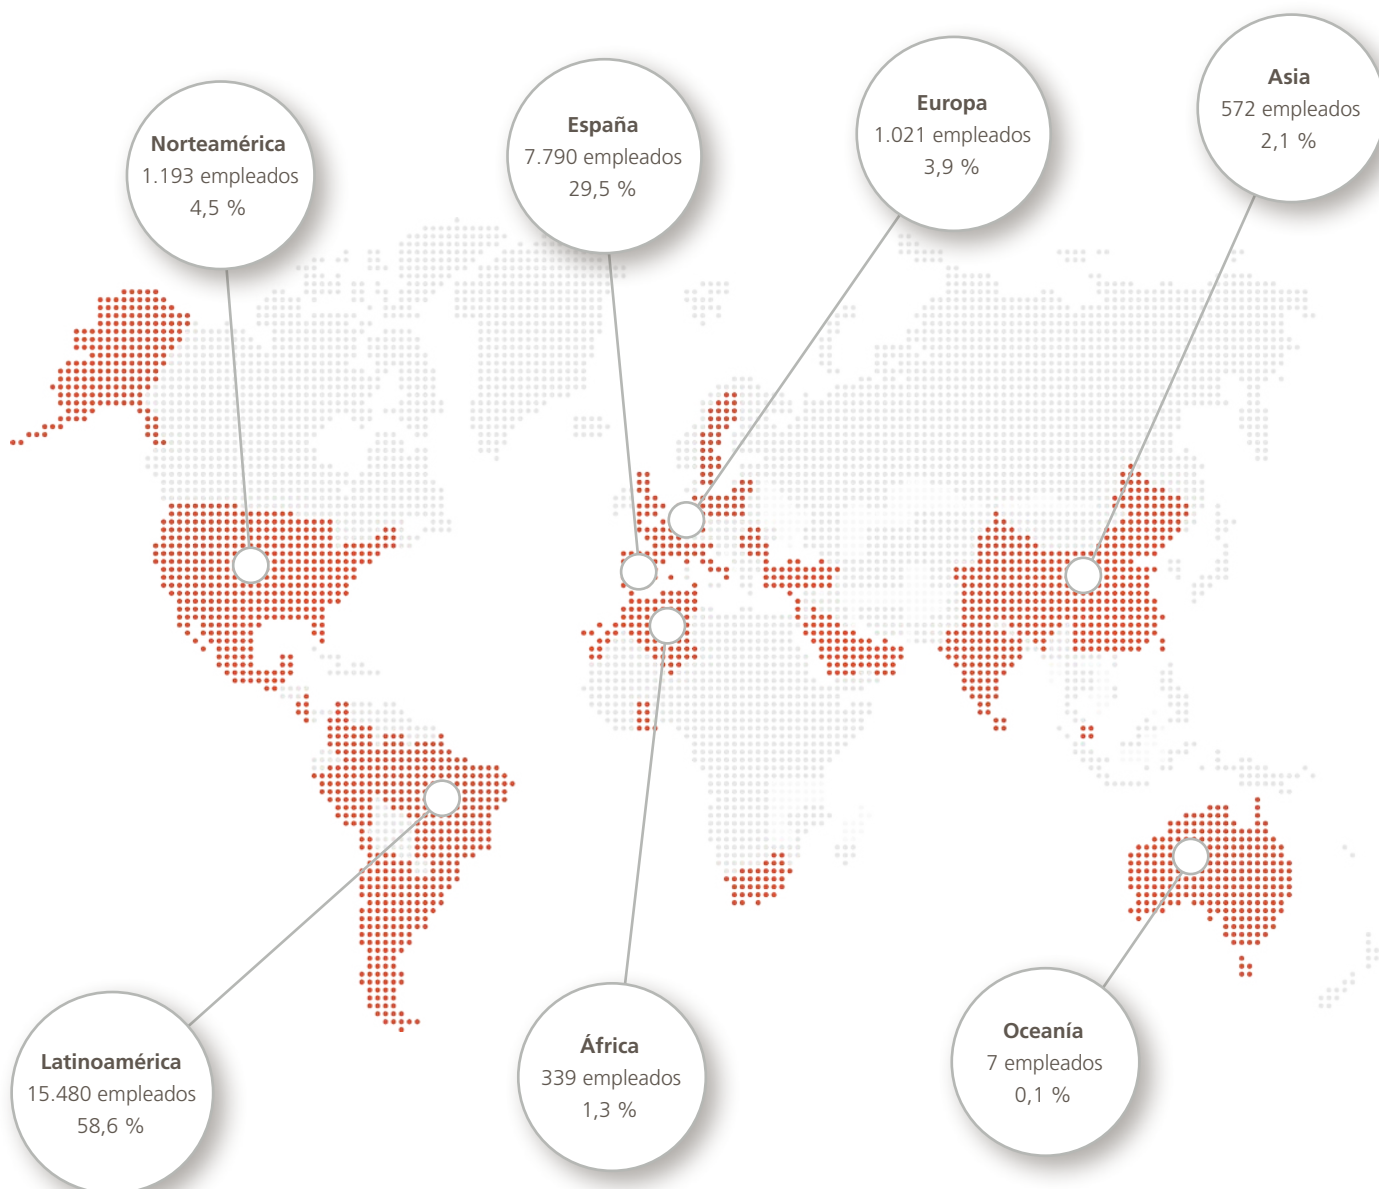 Norteamérica
1.193 empleados
4,5 %
España
7.790 empleados
29,5 %
Europa
1.021 empleados
3,9 %
Asia
572 empleados
2,1 %
Latinoamérica
15.480 empleados
58,6 %
África
339 empleados
1,3 %
Oceanía
7 empleados
0,1 %